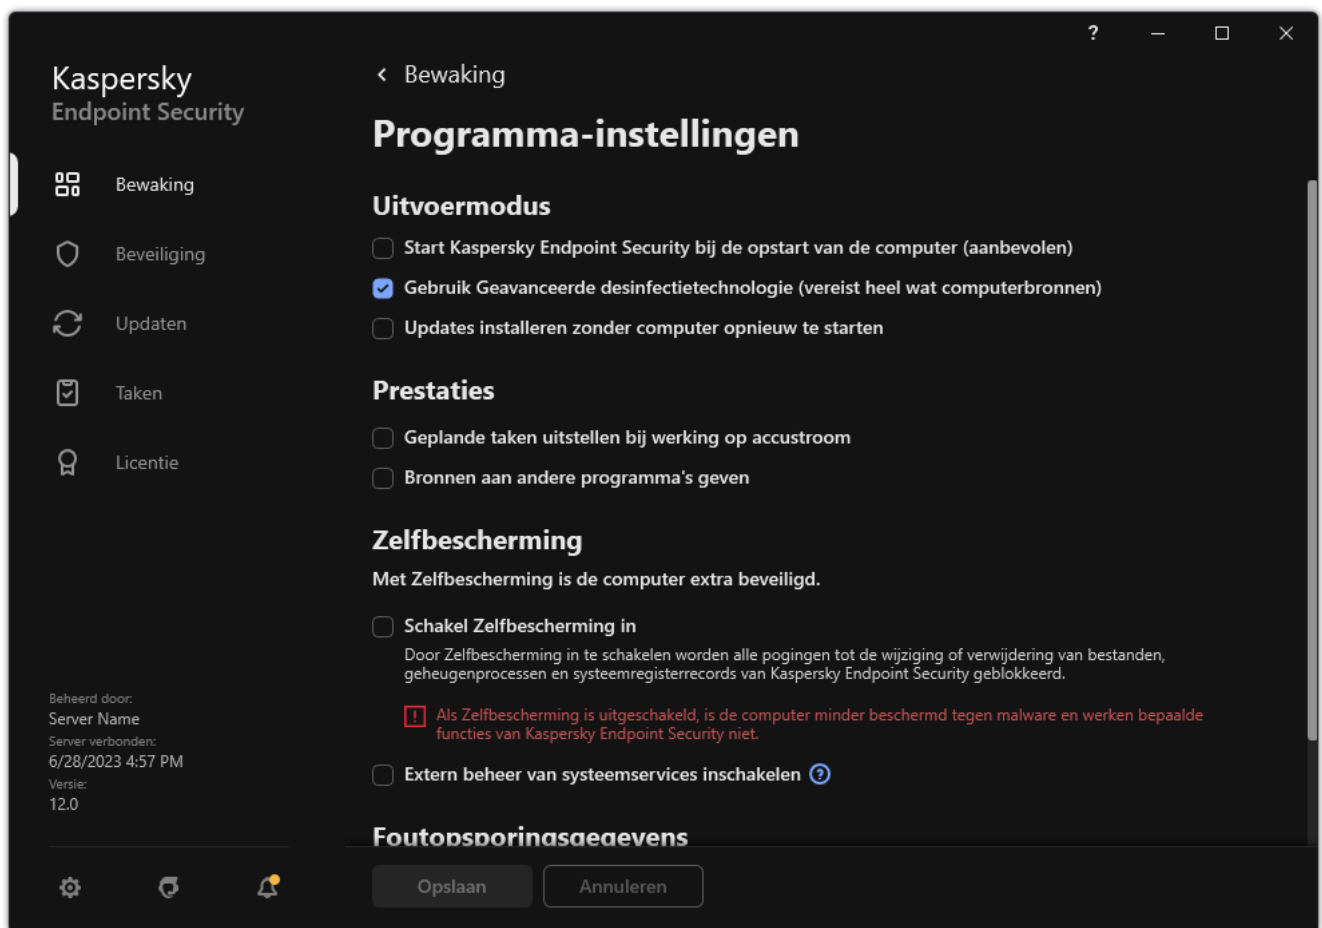 Kaspersky
Endpoint Security
Bewaking
Beveiliging
Updaten
Taken
Licentie
Beheerd door:
Server Name
Server verbonden:
6/28/2023 4:57 PM
Versie:
12.0
?
Bewaking
Programma-instellingen
Uitvoermodus
Start Kaspersky Endpoint Security bij de opstart van de computer (aanbevolen)
Gebruik Geavanceerde desinfectietechnologie (vereist heel wat computerbronnen)
Updates installeren zonder computer opnieuw te starten
Prestaties
Geplande taken uitstellen bij werking op accustroom
Bronnen aan andere programma's geven
Zelfbescherming
Met Zelfbescherming is de computer extra beveiligd.
Schakel Zelfbescherming in
Door Zelfbescherming in te schakelen worden alle pogingen tot de wijziging of verwijdering van bestanden,
geheugenprocessen en systeemregisterrecords van Kaspersky Endpoint Security geblokkeerd.
! Als Zelfbescherming is uitgeschakeld, is de computer minder beschermd tegen malware en werken bepaalde
functies van Kaspersky Endpoint Security niet.
Extern beheer van systeemservices inschakelen ?
Foutopsporingsgegevens
Opslaan
Annuleren